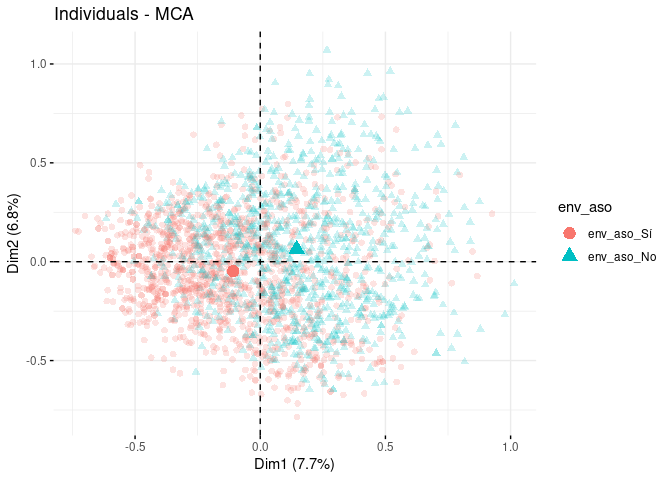 Individuals - MCA
1.0
0.5
0.0
-0.5
Dim2 (6.8%)
-0.5
0.0
0.5
1.0
Dim1 (7.7%)
env_aso
env_aso_Sí
env_aso_No